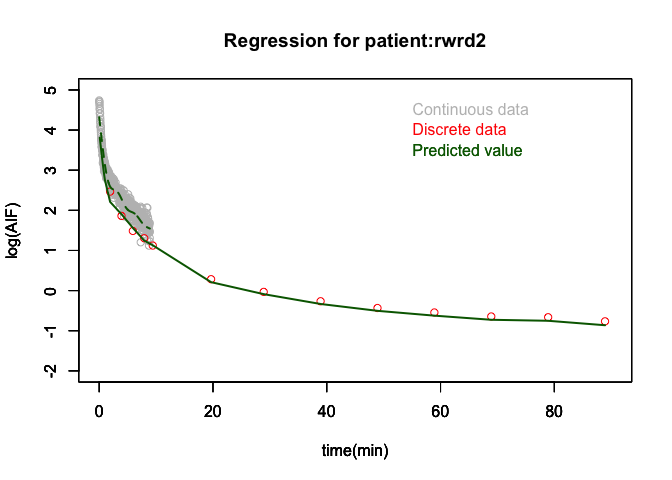 Regression for patient:rwrd2
Continuous data
Discrete data
Predicted value
log(AIF)
5
4
3
2
1
0
-1
-2
0 20 40 60 80
time(min)